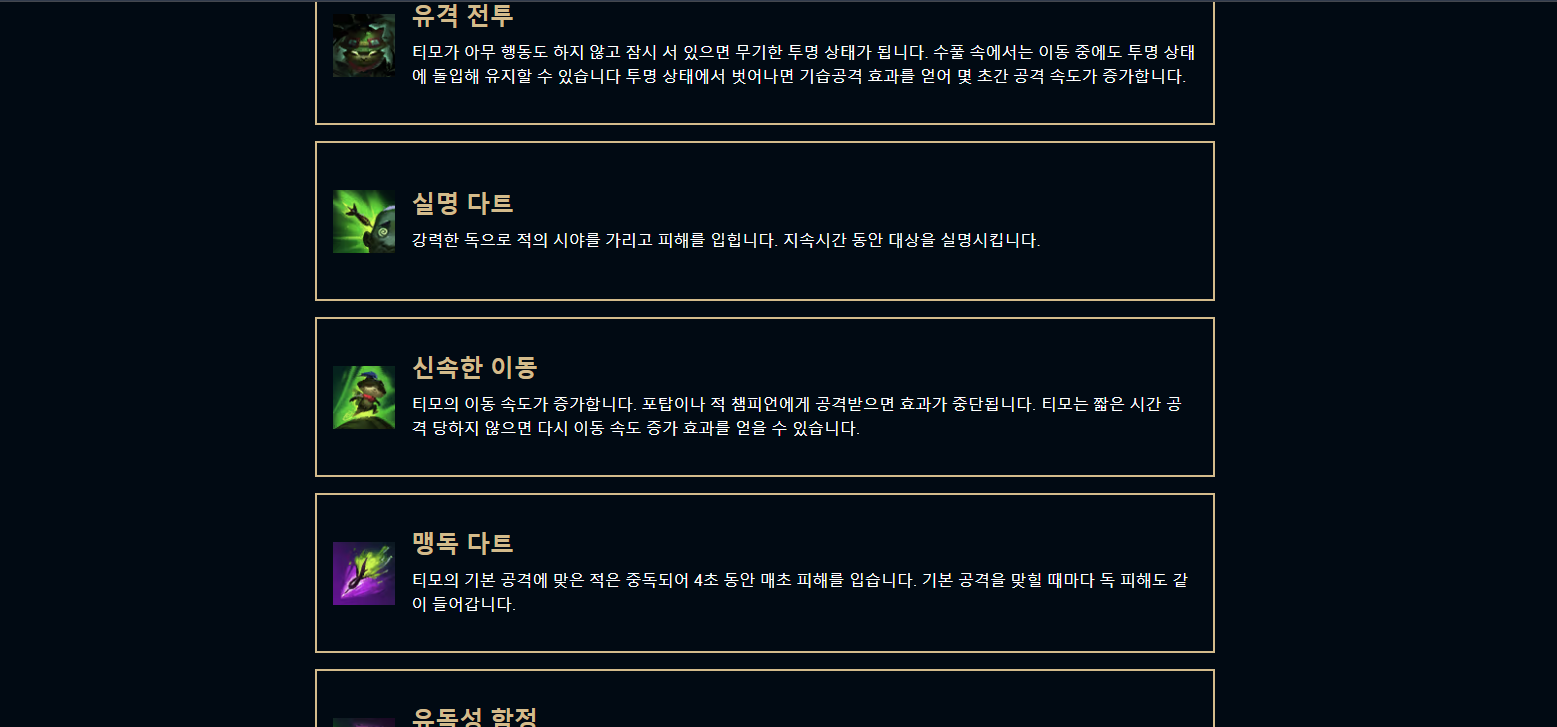 유격 전투
티모가 아무 행동도 하지 않고 잠시 서 있으면 무기한 투명 상태가 됩니다. 수풀 속에서는 이동 중에도 투명 상태
에 돌입해 유지할 수 있습니다 투명 상태에서 벗어나면 기습공격 효과를 얻어 몇 초간 공격 속도가 증가합니다.
실명 다트
강력한 독으로 적의 시야를 가리고 피해를 입힙니다. 지속시간 동안 대상을 실명시킵니다.
신속한 이동
티모의 이동 속도가 증가합니다. 포탑이나 적 챔피언에게 공격받으면 효과가 중단됩니다. 티모는 짧은 시간 공
격 당하지 않으면 다시 이동 속도 증가 효과를 얻을 수 있습니다.
맹독 다트
티모의 기본 공격에 맞은 적은 중독되어 4초 동안 매초 피해를 입습니다. 기본 공격을 맞힐 때마다 독 피해도 같
이 들어갑니다.
유독성 함정